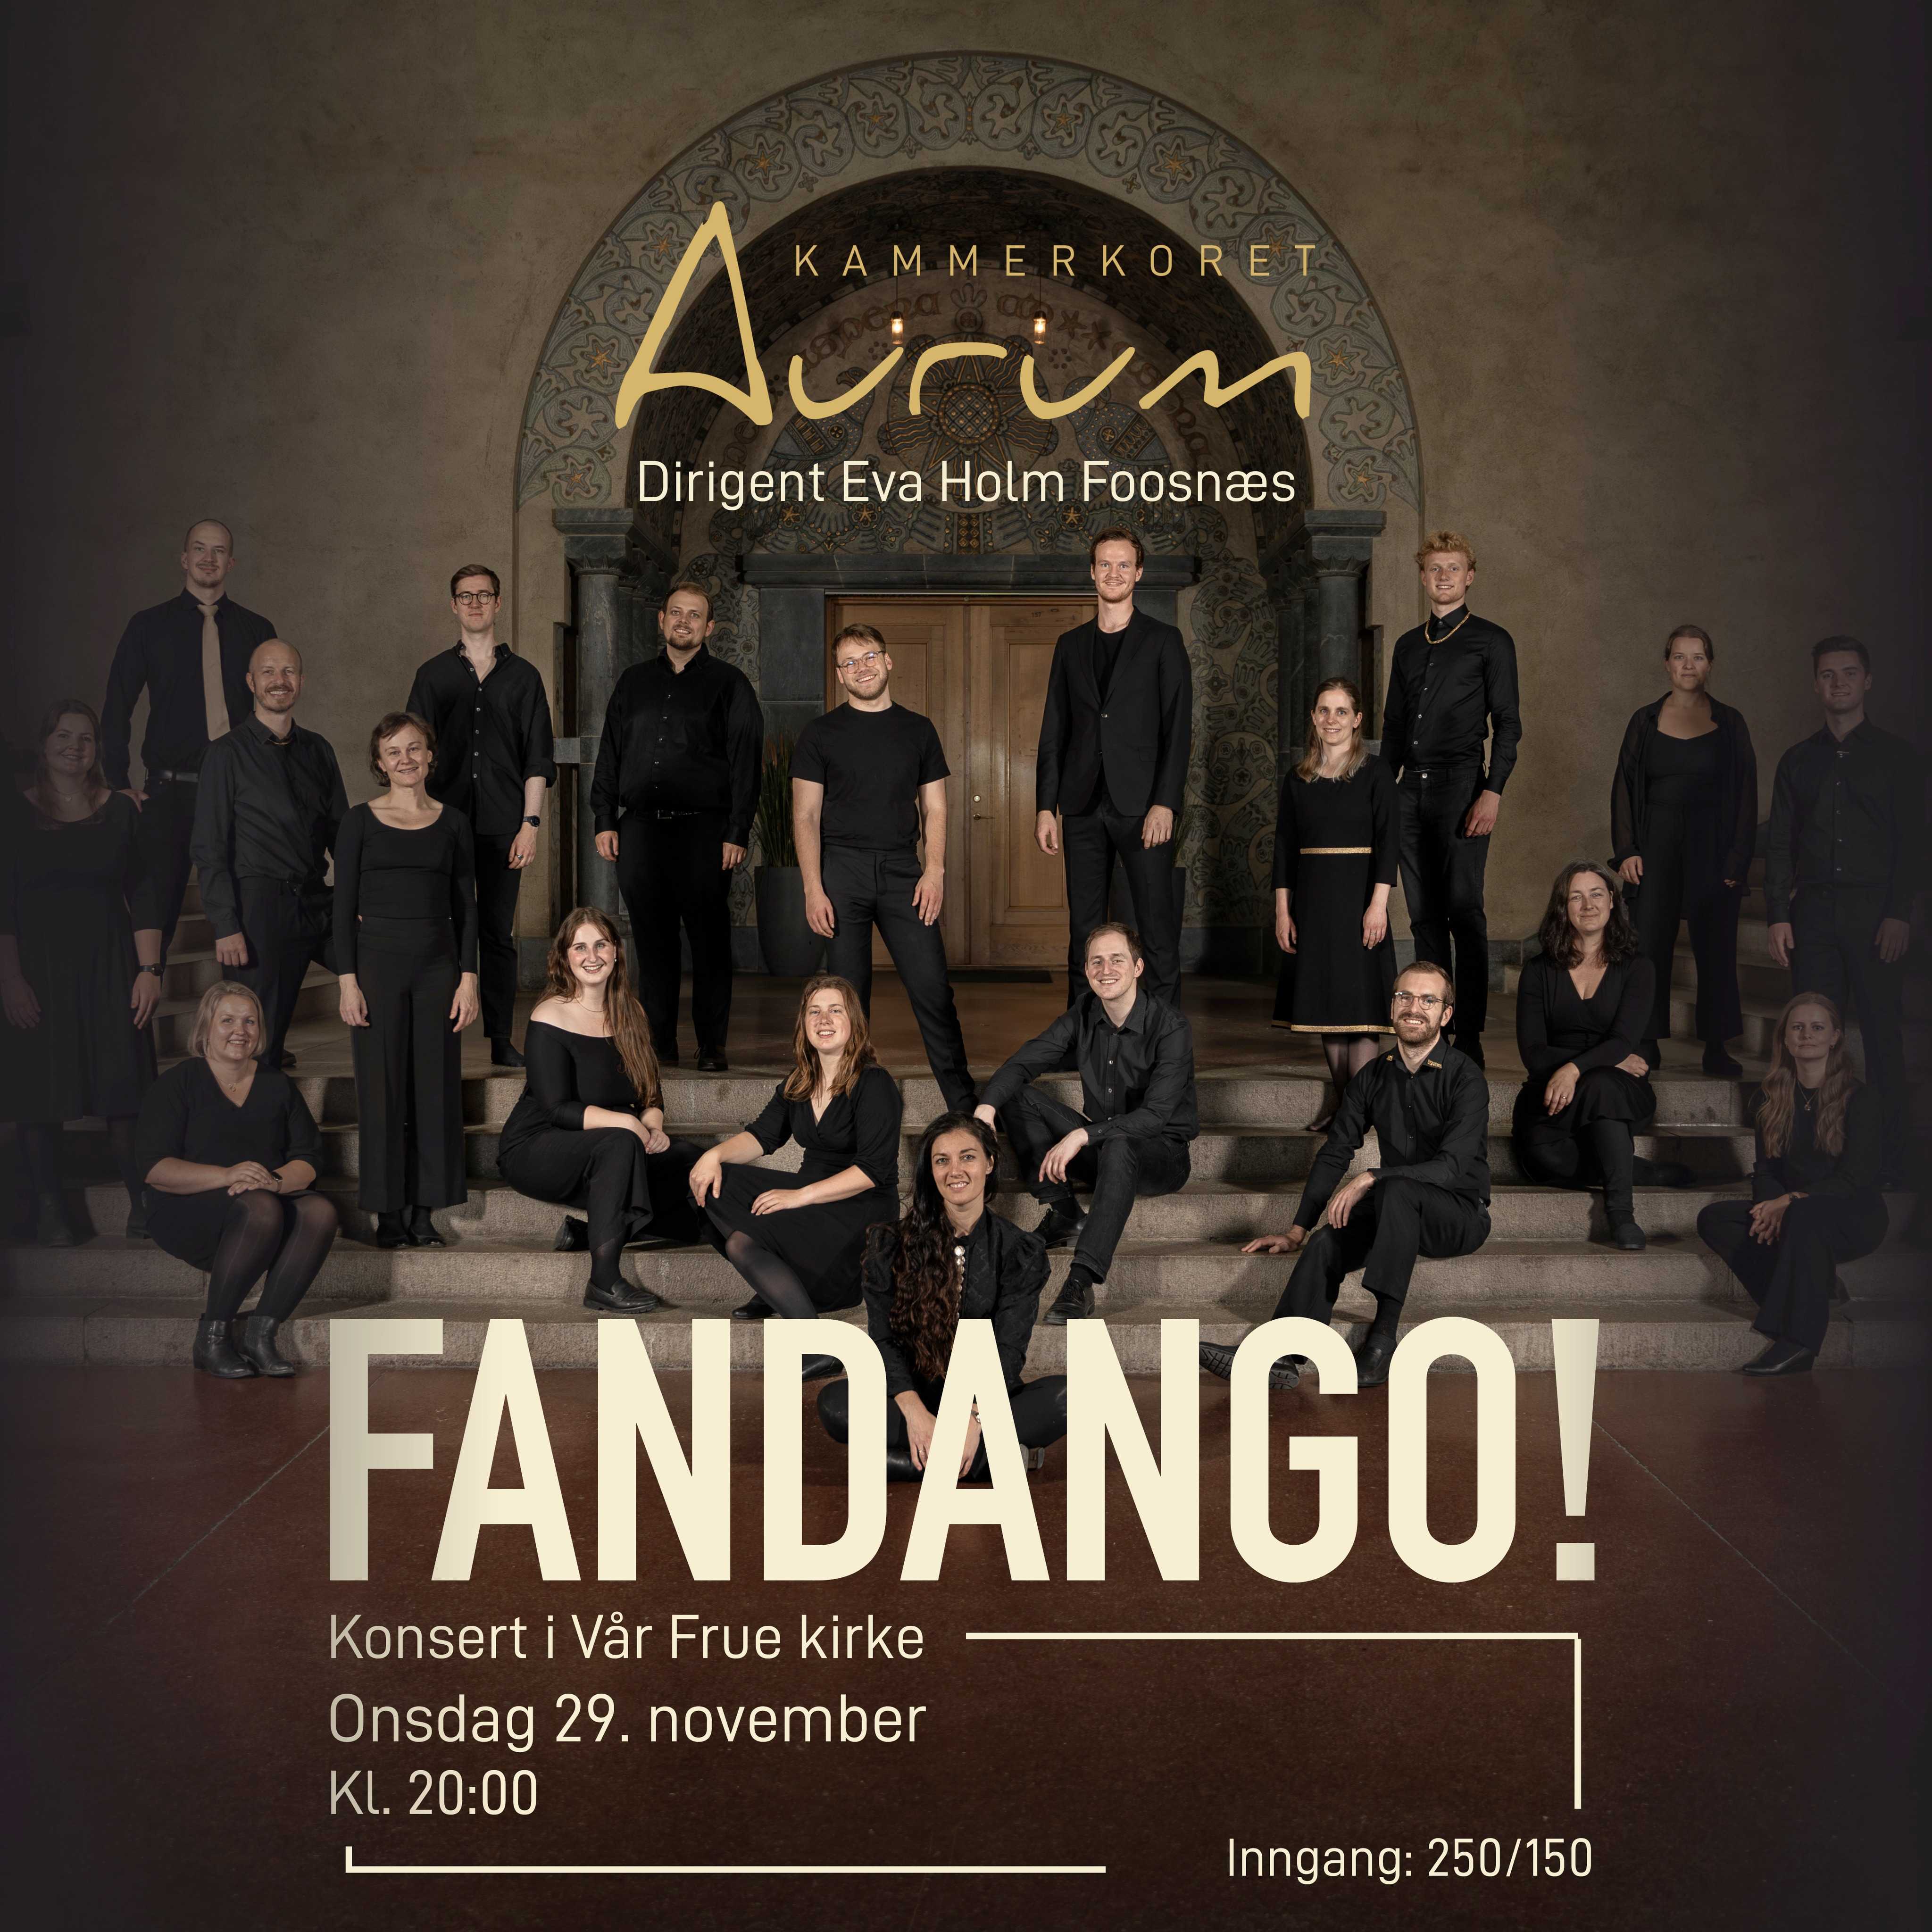 KAMMERKORET
Aurum
Dirigent Eva Holm Foosnæs
FANDANGO!
Konsert i Vår Frue kirke
Onsdag 29. november
Kl. 20:00
Inngang: 250/150